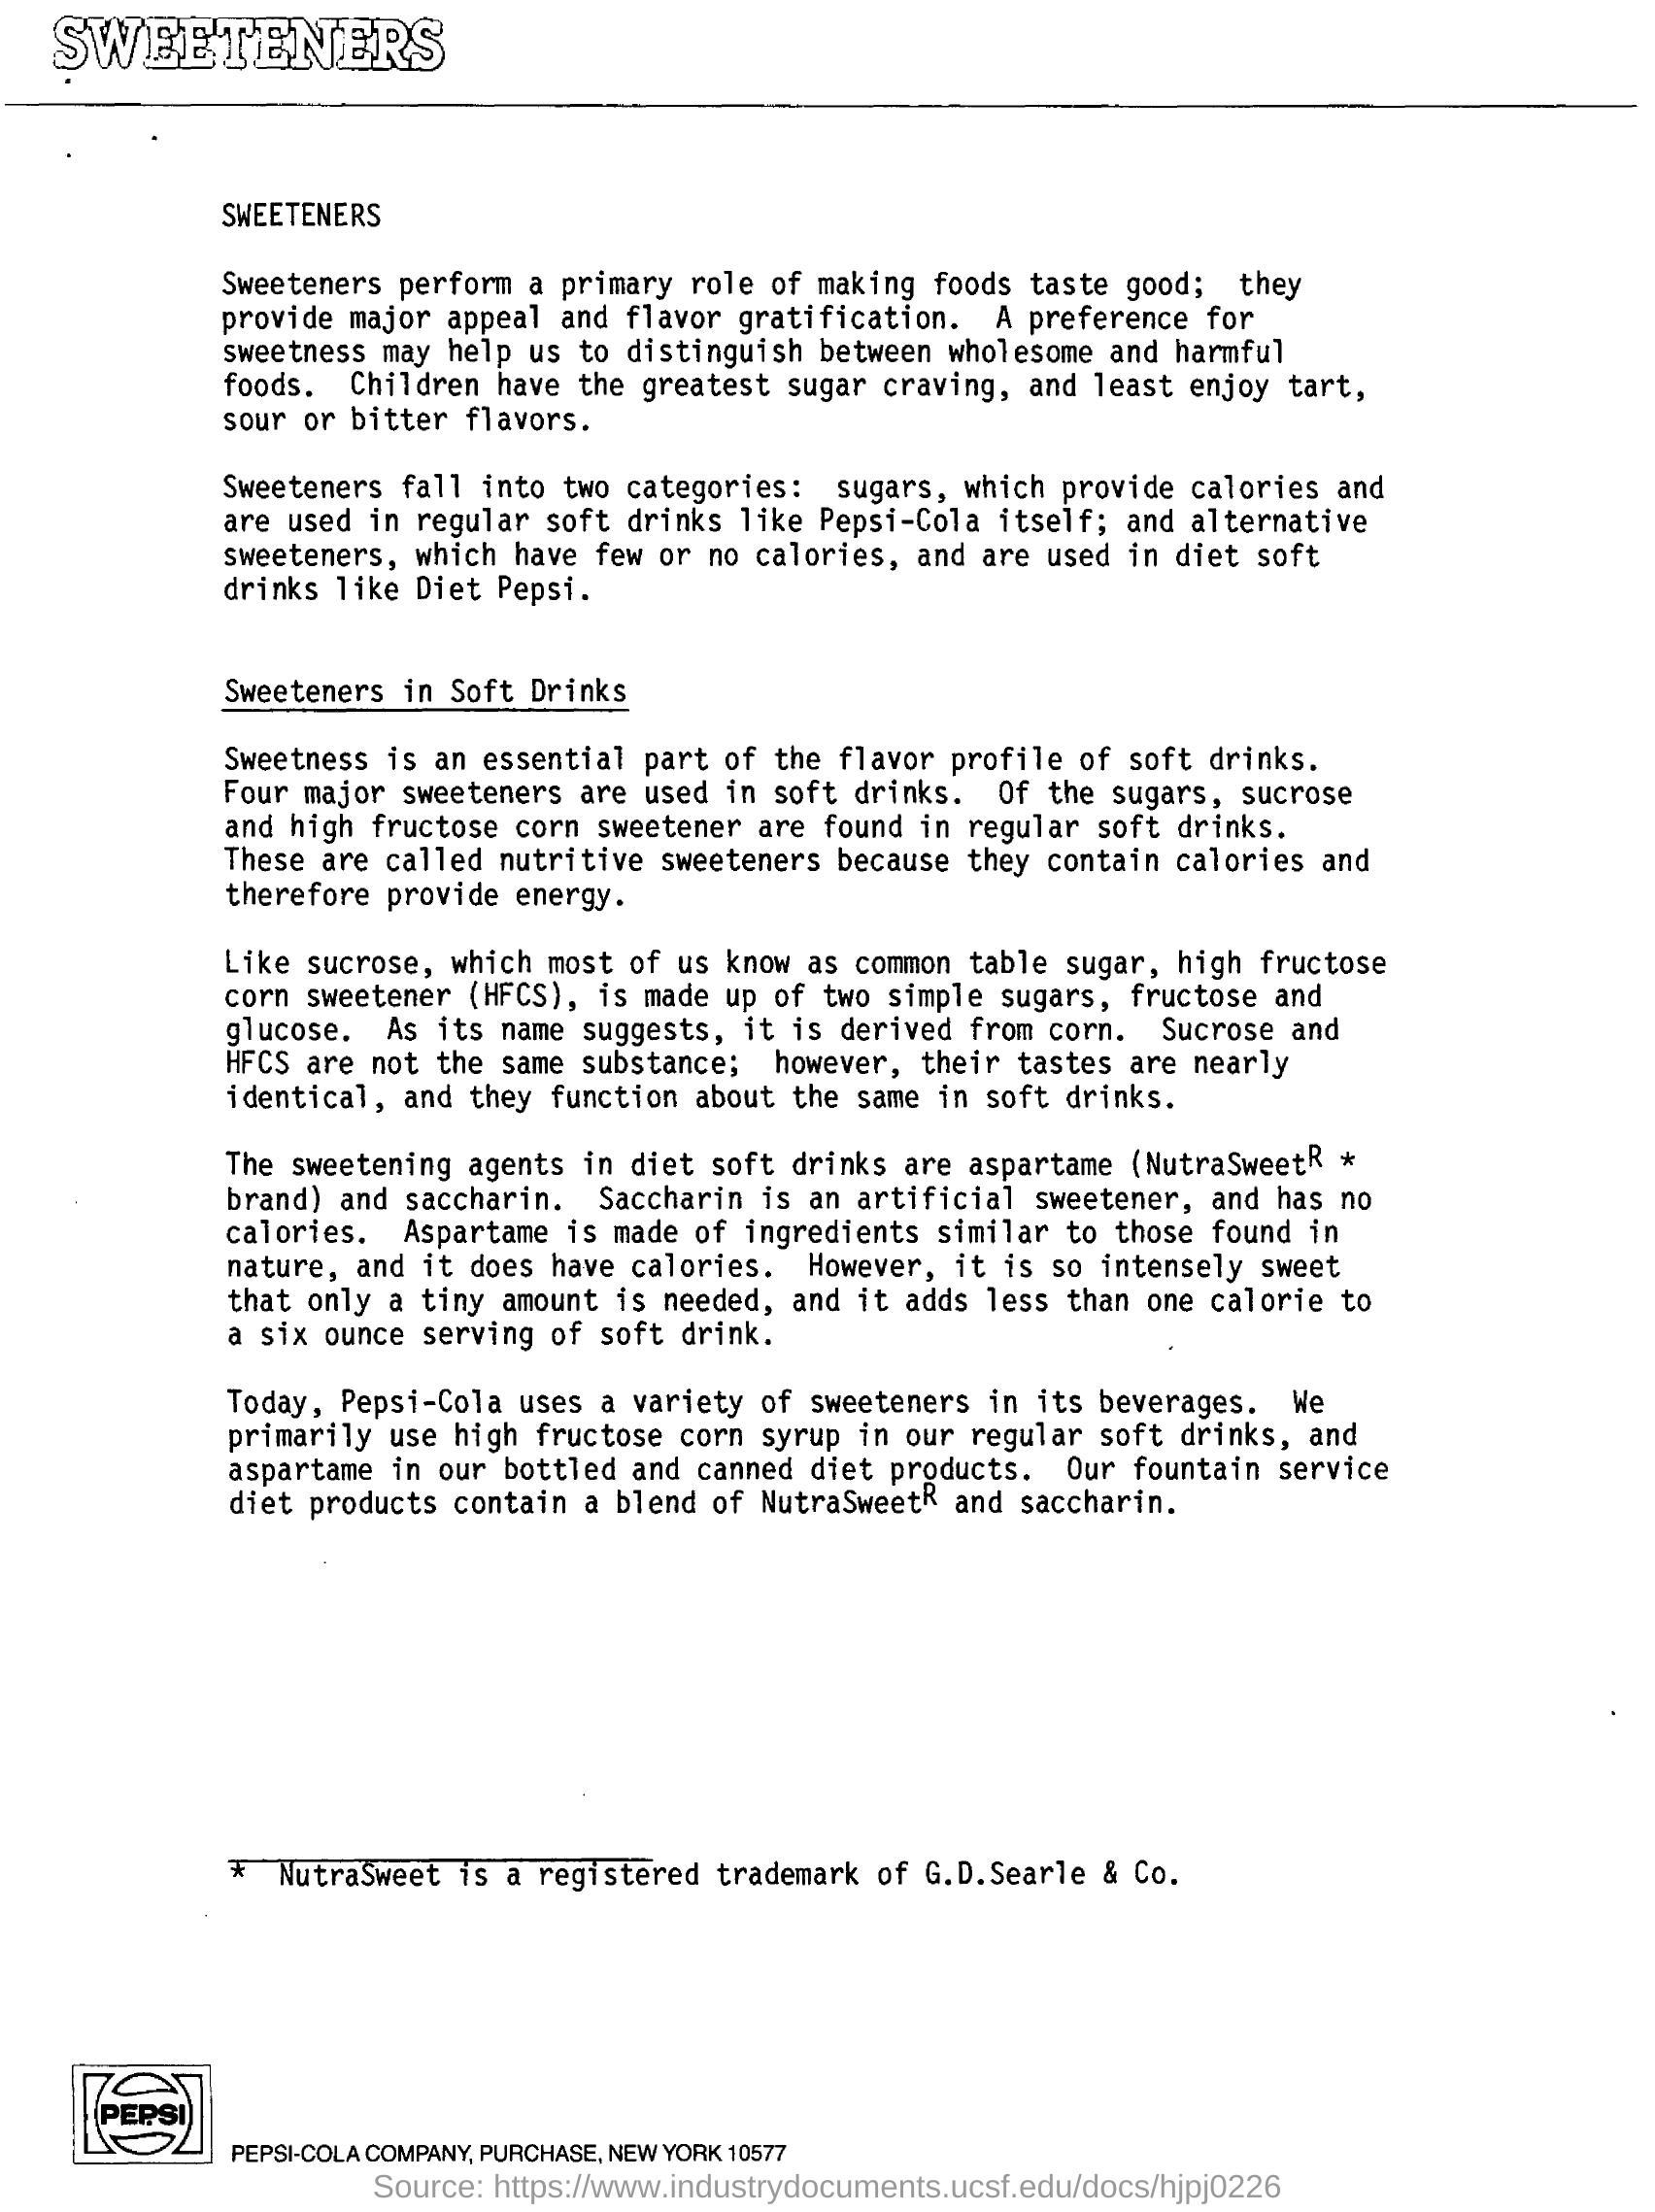 SWEETENERS
SWEETENERS
Sweeteners perform a primary role of making foods taste good; they
provide major appeal and flavor gratification. A preference for
sweetness may help us to distinguish between wholesome and harmful
foods. Children have the greatest sugar craving, and least enjoy tart,
sour or bitter flavors.
Sweeteners fall into two categories: sugars, which provide calories and
are used in regular soft drinks like Pepsi-Cola itself; and alternative
sweeteners, which have few or no calories, and are used in diet soft
drinks like Diet Pepsi.
Sweeteners in Soft Drinks
Sweetness is an essential part of the flavor profile of soft drinks.
Four major sweeteners are used in soft drinks. Of the sugars, sucrose
and high fructose corn sweetener are found in regular soft drinks.
These are called nutritive sweeteners because they contain calories and
therefore provide energy.
Like sucrose, which most of us know as common table sugar, high fructose
corn sweetener (HFCS), is made up of two simple sugars, fructose and
glucose. As its name suggests, it is derived from corn. Sucrose and
HFCS are not the same substance; however, their tastes are nearly
identical, and they function about the same in soft drinks.
The sweetening agents in diet soft drinks are aspartame (NutraSweetR *
brand) and saccharin. Saccharin is an artificial sweetener, and has no
calories. Aspartame is made of ingredients similar to those found in
nature, and it does have calories. However, it is so intensely sweet
that only a tiny amount is needed, and it adds less than one calorie to
a six ounce serving of soft drink.
Today, Pepsi-Cola uses a variety of sweeteners in its beverages. We
primarily use high fructose corn syrup in our regular soft drinks, and
aspartame in our bottled and canned diet products. Our fountain service
diet products contain a blend of NutraSweetR and saccharin.
* NutraSweet is a registered trademark of G.D.Searle & Co.
PEPSI
PEPSI-COLA COMPANY, PURCHASE, NEW YORK 10577
Source: https://www.industrydocuments.ucsf.edu/docs/hjpj0226